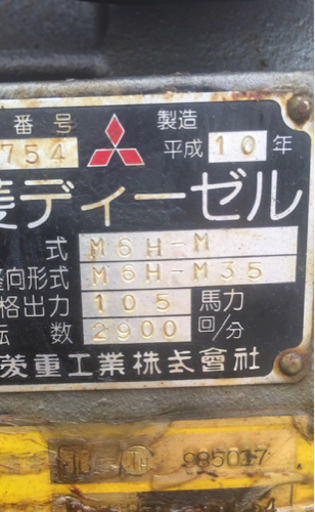 番号 製造
754 平成10年
菱ディーゼル
式 M6H-M
向形式 M6H-M35
格出力 105 馬力
転数 2900 回/分
菱重工業株式會社
985017